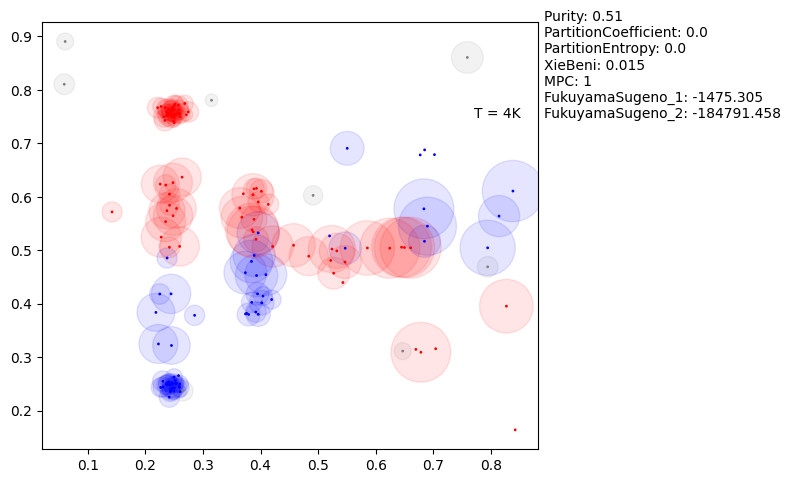 Purity: 0.51
PartitionCoefficient: 0.0
PartitionEntropy: 0.0
XieBeni: 0.015
MPC: 1
FukuyamaSugeno_1: -1475.305
FukuyamaSugeno_2: -184791.458
T = 4K
0.9
0.8
0.7
0.6
0.5
0.4
0.3
0.2
0.1 0.2 0.3 0.4 0.5 0.6 0.7 0.8